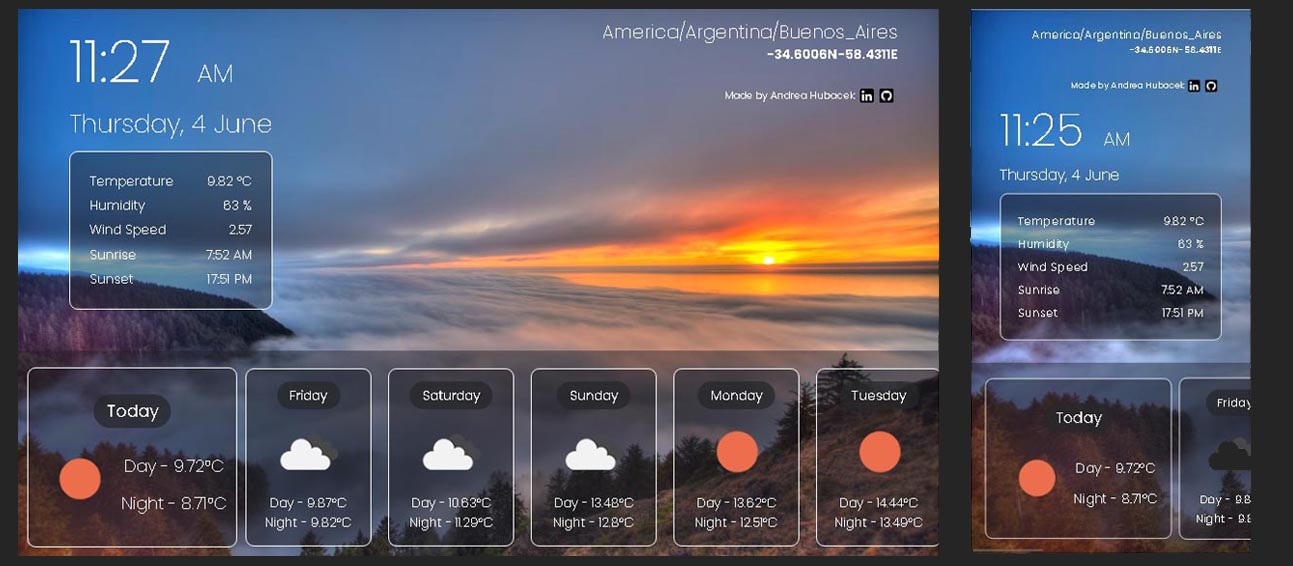 11:27 AM
Thursday, 4 June
America/Argentina/Buenos_Aires
-34.6006N-58.4311E
Made by Andrea Hubacek in
Temperature 9.82 °C
Humidity 63 %
Wind Speed 2.57
Sunrise 7:52 AM
Sunset 17:51 PM
Today
Day - 9.72°C
Night - 8.71°C
Friday
Day - 9.87°C
Night - 9.82°C
Saturday
Day - 10.63°C
Night - 11.29°C
Sunday
Day - 13.48°C
Night - 12.8°C
Monday
Day - 13.62°C
Night - 12.51°C
Tuesday
Day - 14.44°C
Night - 13.49°C
America/Argentina/Buenos_Aires
-34.6006N-58.4311E
Made by Andrea Hubacek in
11:25 AM
Thursday, 4 June
Temperature 9.82 °C
Humidity 63 %
Wind Speed 2.57
Sunrise 7:52 AM
Sunset 17:51 PM
Today
Day - 9.72°C
Night - 8.71°C
Friday
Day - 9.8
Night - 9.8